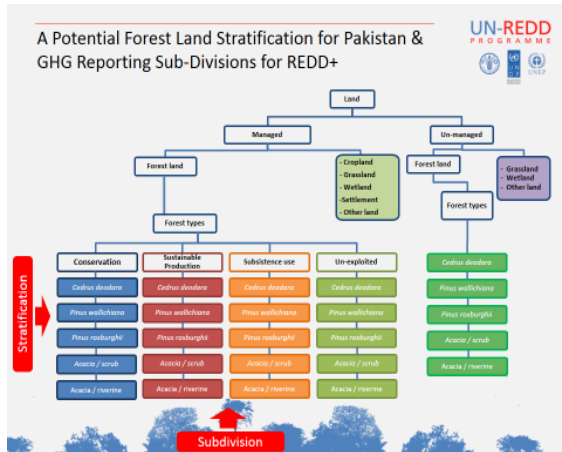 A Potential Forest Land Stratification for Pakistan &
GHG Reporting Sub-Divisions for REDD+
UN-REDD
PROGRAMME
UN
DP
UNEP
Land
Managed
Un-managed
Forest land
- Cropland
- Grassland
- Wetland
-Settlement
- Other land
Forest land
- Grassland
- Wetland
- Other land
Forest types
Forest types
Conservation
Sustainable
Production
Subsistence use
Un-exploited
Cedrus deodara
Cedrus deodara
Cedrus deodara
Cedrus deodara
Cedrus deodara
Pinus wallichiana
Pinus wallichiana
Pinus wallichiana
Pinus wallichiana
Pinus wallichiana
Pinus roxburghii
Pinus roxburghii
Pinus roxburghii
Pinus roxburghii
Pinus roxburghii
Acacia / scrub
Acacia / scrub
Acacia / scrub
Acacia / scrub
Acacia / scrub
Acacia / riverine
Acacia / riverine
Acacia / riverine
Acacia / riverine
Acacia / riverine
Stratification
Subdivision